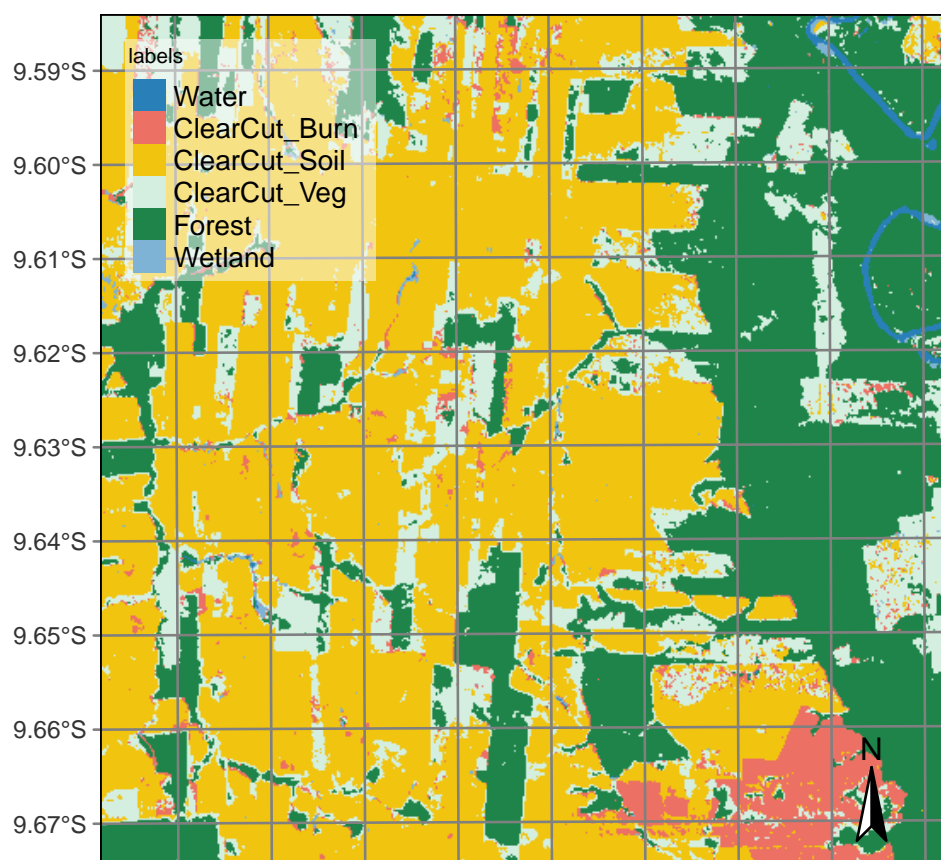 labels
Water
ClearCut_Burn
ClearCut_Soil
ClearCut_Veg
Forest
Wetland
9.59°S
9.60°S
9.61°S
9.62°S
9.63°S
9.64°S
9.65°S
9.66°S
9.67°S
N